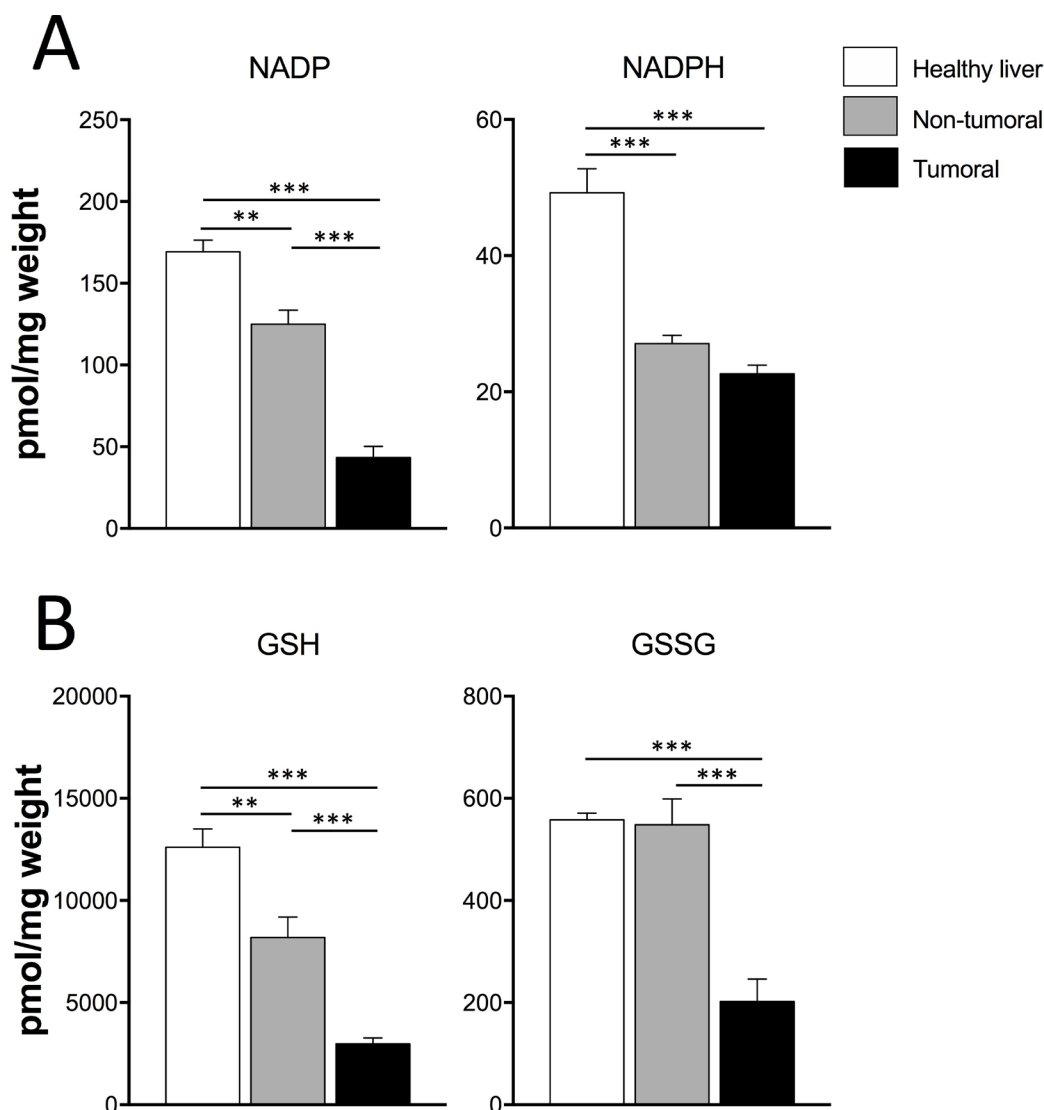 A
NADP
NADPH
Healthy liver
Non-tumoral
Tumoral
pmol/mg weight
250
200
150
100
50
0
***
**
***
60
40
20
0
***
***
B
GSH
GSSG
pmol/mg weight
20000
15000
10000
5000
0
***
**
***
800
600
400
200
0
***
***